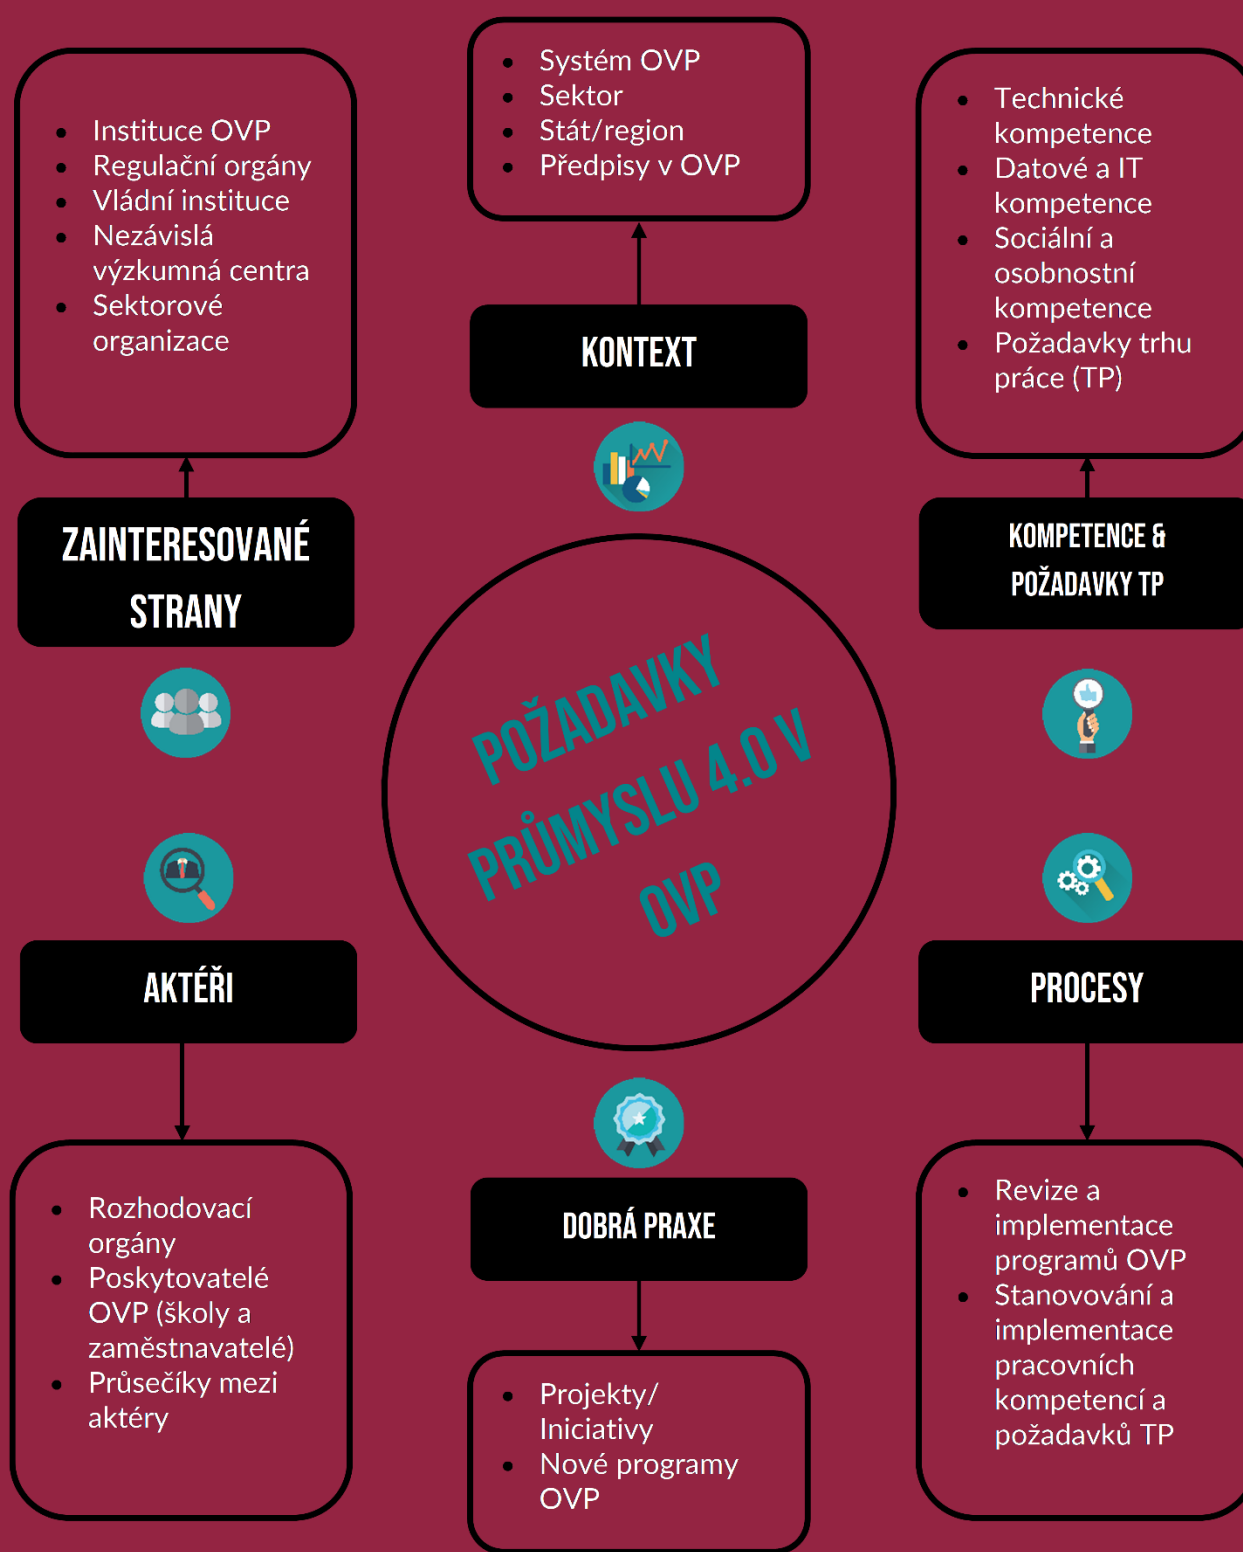 • Instituce OVP
• Regulační orgány
• Vládní instituce
• Nezávislá
výzkumná centra
• Sektorové
organizace
ZAINTERESOVANÉ
STRANY
• Systém OVP
• Sektor
• Stát/region
• Předpisy v OVP
KONTEXT
• Technické
kompetence
• Datové a IT
kompetence
• Sociální a
osobnostní
kompetence
• Požadavky trhu
práce (TP)
KOMPETENCE &
POŽADAVKY TP
POŽADAVKY
PRŮMYSLU 4.0 V
OVP
AKTÉŘI
• Rozhodovací
orgány
• Poskytovatelé
OVP (školy a
zaměstnavatelé)
• Průsečíky mezi
aktéry
DOBRÁ PRAXE
• Projekty/
Iniciativy
• Nové programy
OVP
PROCESY
• Revize a
implementace
programů OVP
• Stanovování a
implementace
pracovních
kompetencí a
požadavků TP